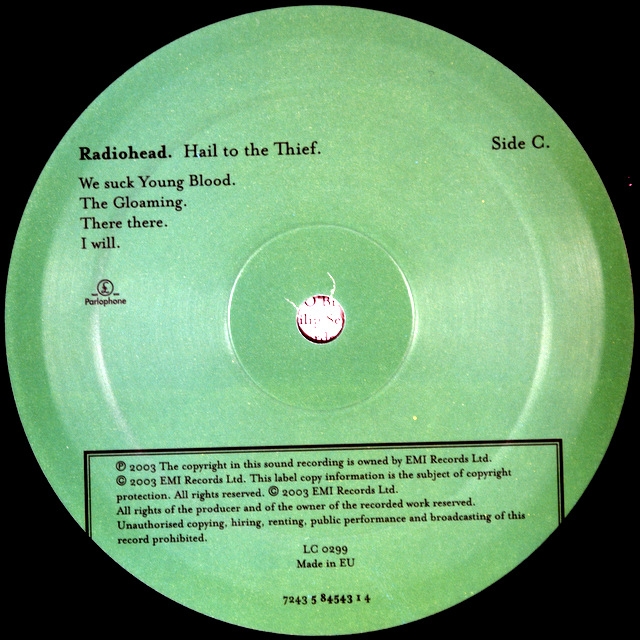 Radiohead. Hail to the Thief.
Side C.
We suck Young Blood.
The Gloaming.
There there.
I will.
£
Parlophone
℗ 2003 The copyright in this sound recording is owned by EMI Records Ltd.
© 2003 EMI Records Ltd. This label copy information is the subject of copyright
protection. All rights reserved. © 2003 EMI Records Ltd.
All rights of the producer and of the owner of the recorded work reserved.
Unauthorised copying, hiring, renting, public performance and broadcasting of this
record prohibited.
LC 0299
Made in EU
7243 5 84543 1 4